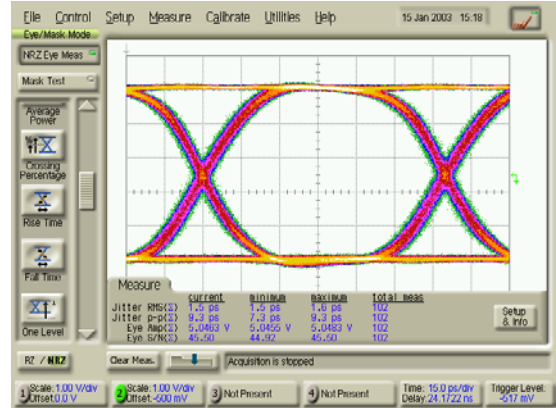 File Control Setup Measure Calibrate Utilities Help 15 Jan 2003 15:18
Eye/Mask Mode
NRZ Eye Meas
Mask Test
Average
Power
Crossing
Percentage
Rise Time
Fall Time
One Level
Measure
current minimum maximum total meas
Jitter RMS(Σ) 1.5 ps 1.5 ps 1.6 ps 102
Jitter p-p(Σ) 9.3 ps 7.3 ps 9.3 ps 102
Eye Amp(Σ) 5.0463 V 5.0455 V 5.0483 V 102
Eye S/N(Σ) 45.50 44.92 45.50 102
Setup
& Info
RZ / NRZ
Clear Meas.
Acquisition is stopped
1 Scale: 1.00 V/div
Offset: 0.0 V
2 Scale: 1.00 V/div
Offset: -500 mV
3 Not Present
4 Not Present
Time: 15.0 ps/div
Delay: 24.1722 ns
Trigger Level:
-517 mV